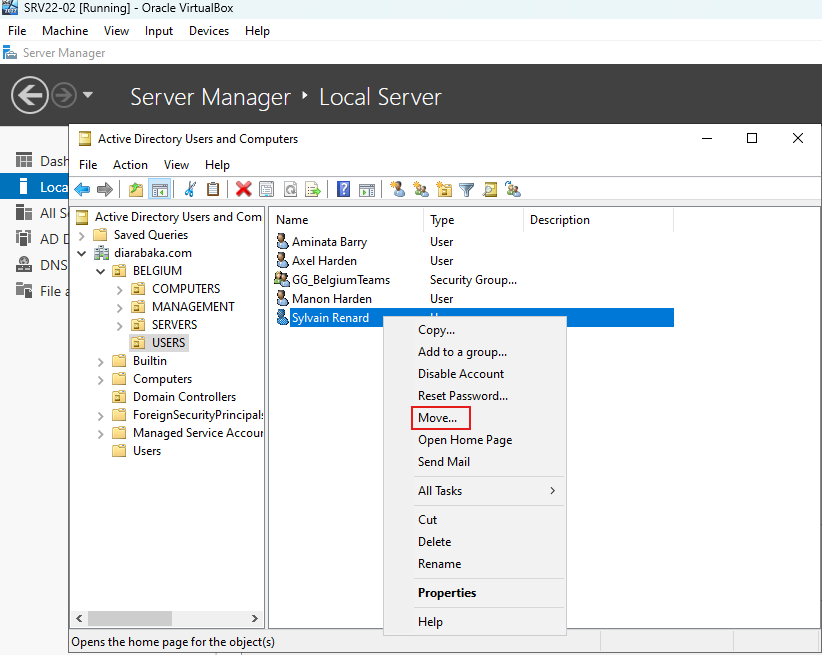 SRV22-02 [Running] - Oracle VirtualBox
File Machine View Input Devices Help
Server Manager
Server Manager Local Server
Active Directory Users and Computers
File Action View Help
Dash
Loca
All S
AD D
DNS
File a
Active Directory Users and Com
Saved Queries
diarabaka.com
BELGIUM
COMPUTERS
MANAGEMENT
SERVERS
USERS
Builtin
Computers
Domain Controllers
ForeignSecurityPrincipals
Managed Service Accour
Users
Name Type Description
Aminata Barry User
Axel Harden User
GG_BelgiumTeams Security Group...
Manon Harden User
Sylvain Renard
Copy...
Add to a group...
Disable Account
Reset Password...
Move...
Open Home Page
Send Mail
All Tasks
Cut
Delete
Rename
Properties
Help
Opens the home page for the object(s)